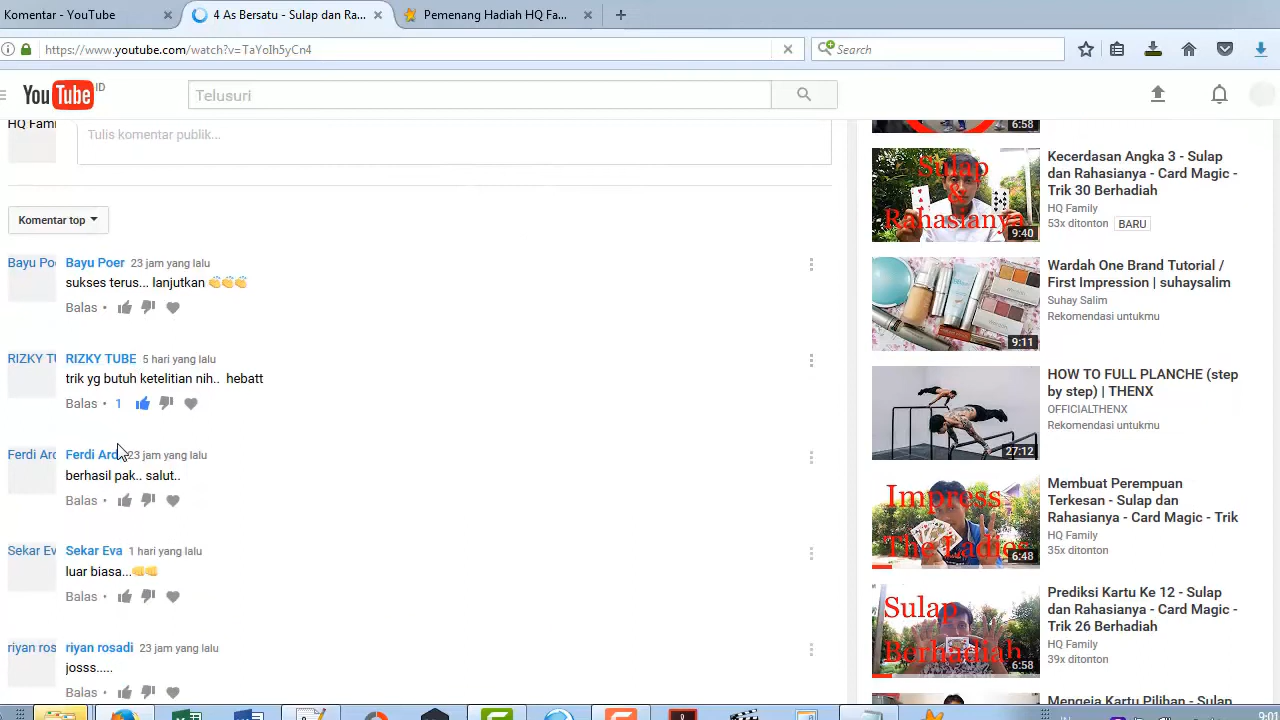 Komentar - YouTube
4 As Bersatu - Sulap dan Ra...
Pemenang Hadiah HQ Fa...
https://www.youtube.com/watch?v=TaYoIh5yCn4
Search
YouTube ID
Telusuri
HQ Fam
Tulis komentar publik...
Komentar top
Bayu Po
Bayu Poer 23 jam yang lalu
sukses terus... lanjutkan 👏👏👏
Balas •
RIZKY TU
RIZKY TUBE 5 hari yang lalu
trik yg butuh ketelitian nih.. hebatt
Balas • 1
Ferdi Ard
Ferdi Ard 23 jam yang lalu
berhasil pak.. salut..
Balas •
Sekar Ev
Sekar Eva 1 hari yang lalu
luar biasa...👊👊
Balas •
riyan ros
riyan rosadi 23 jam yang lalu
josss.....
Balas •
6:58
Sulap
&
Rahasianya
9:40
Kecerdasan Angka 3 - Sulap
dan Rahasianya - Card Magic -
Trik 30 Berhadiah
HQ Family
53x ditonton BARU
9:11
Wardah One Brand Tutorial /
First Impression | suhaysalim
Suhay Salim
Rekomendasi untukmu
27:12
HOW TO FULL PLANCHE (step
by step) | THENX
OFFICIALTHENX
Rekomendasi untukmu
Impress
The Ladies
6:48
Membuat Perempuan
Terkesan - Sulap dan
Rahasianya - Card Magic - Trik
HQ Family
35x ditonton
Sulap
Berhadiah
6:58
Prediksi Kartu Ke 12 - Sulap
dan Rahasianya - Card Magic -
Trik 26 Berhadiah
HQ Family
39x ditonton
Mengeja Kartu Pilihan - Sulap